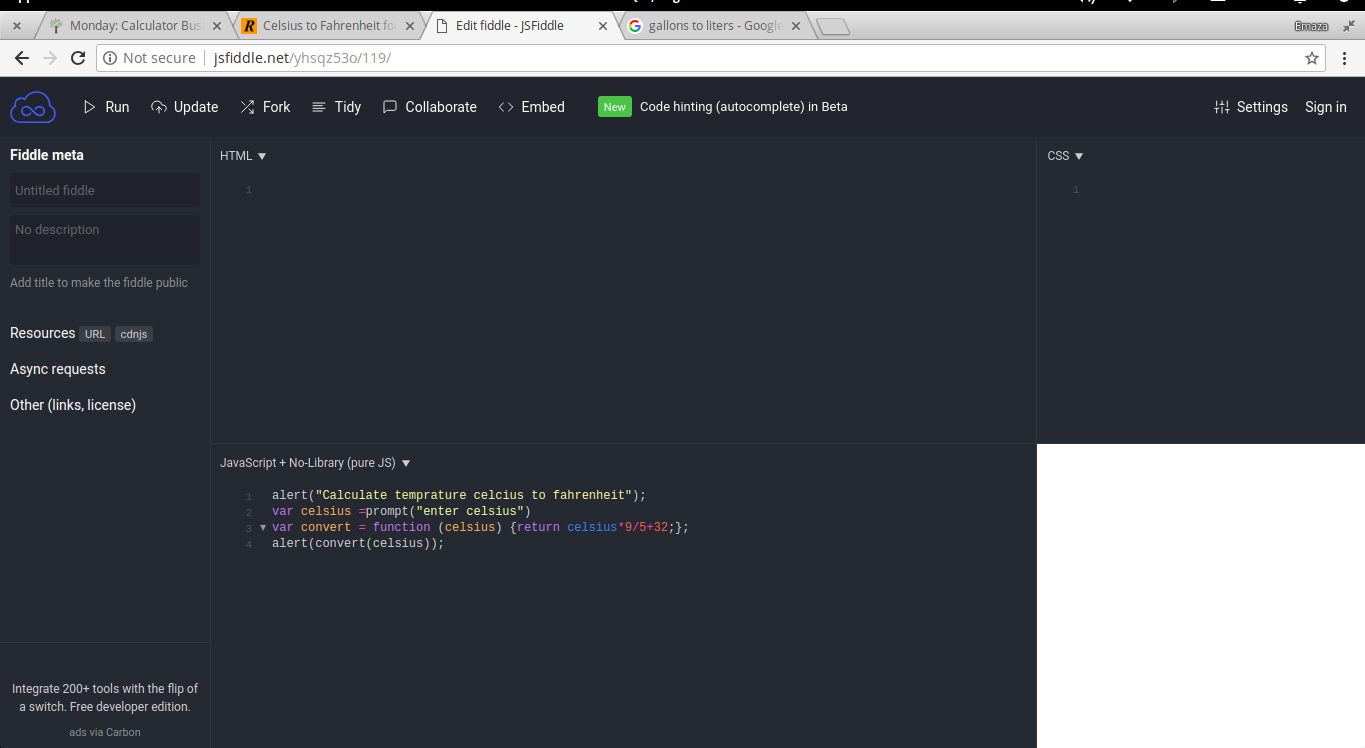 Monday: Calculator Bus
Celsius to Fahrenheit fo
Edit fiddle - JSFiddle
gallons to liters - Google
Emaza
Not secure
jsfiddle.net/yhsqz53o/119/
Run
Update
Fork
Tidy
Collaborate
Embed
New
Code hinting (autocomplete) in Beta
Settings
Sign in
Fiddle meta
Untitled fiddle
No description
Add title to make the fiddle public
Resources URL cdnjs
Async requests
Other (links, license)
Integrate 200+ tools with the flip of
a switch. Free developer edition.
ads via Carbon
HTML ▼
1
CSS ▼
1
JavaScript + No-Library (pure JS) ▼
1 alert("Calculate temprature celcius to fahrenheit");
2 var celsius =prompt("enter celsius")
3 ▼ var convert = function (celsius) {return celsius*9/5+32;};
4 alert(convert(celsius));